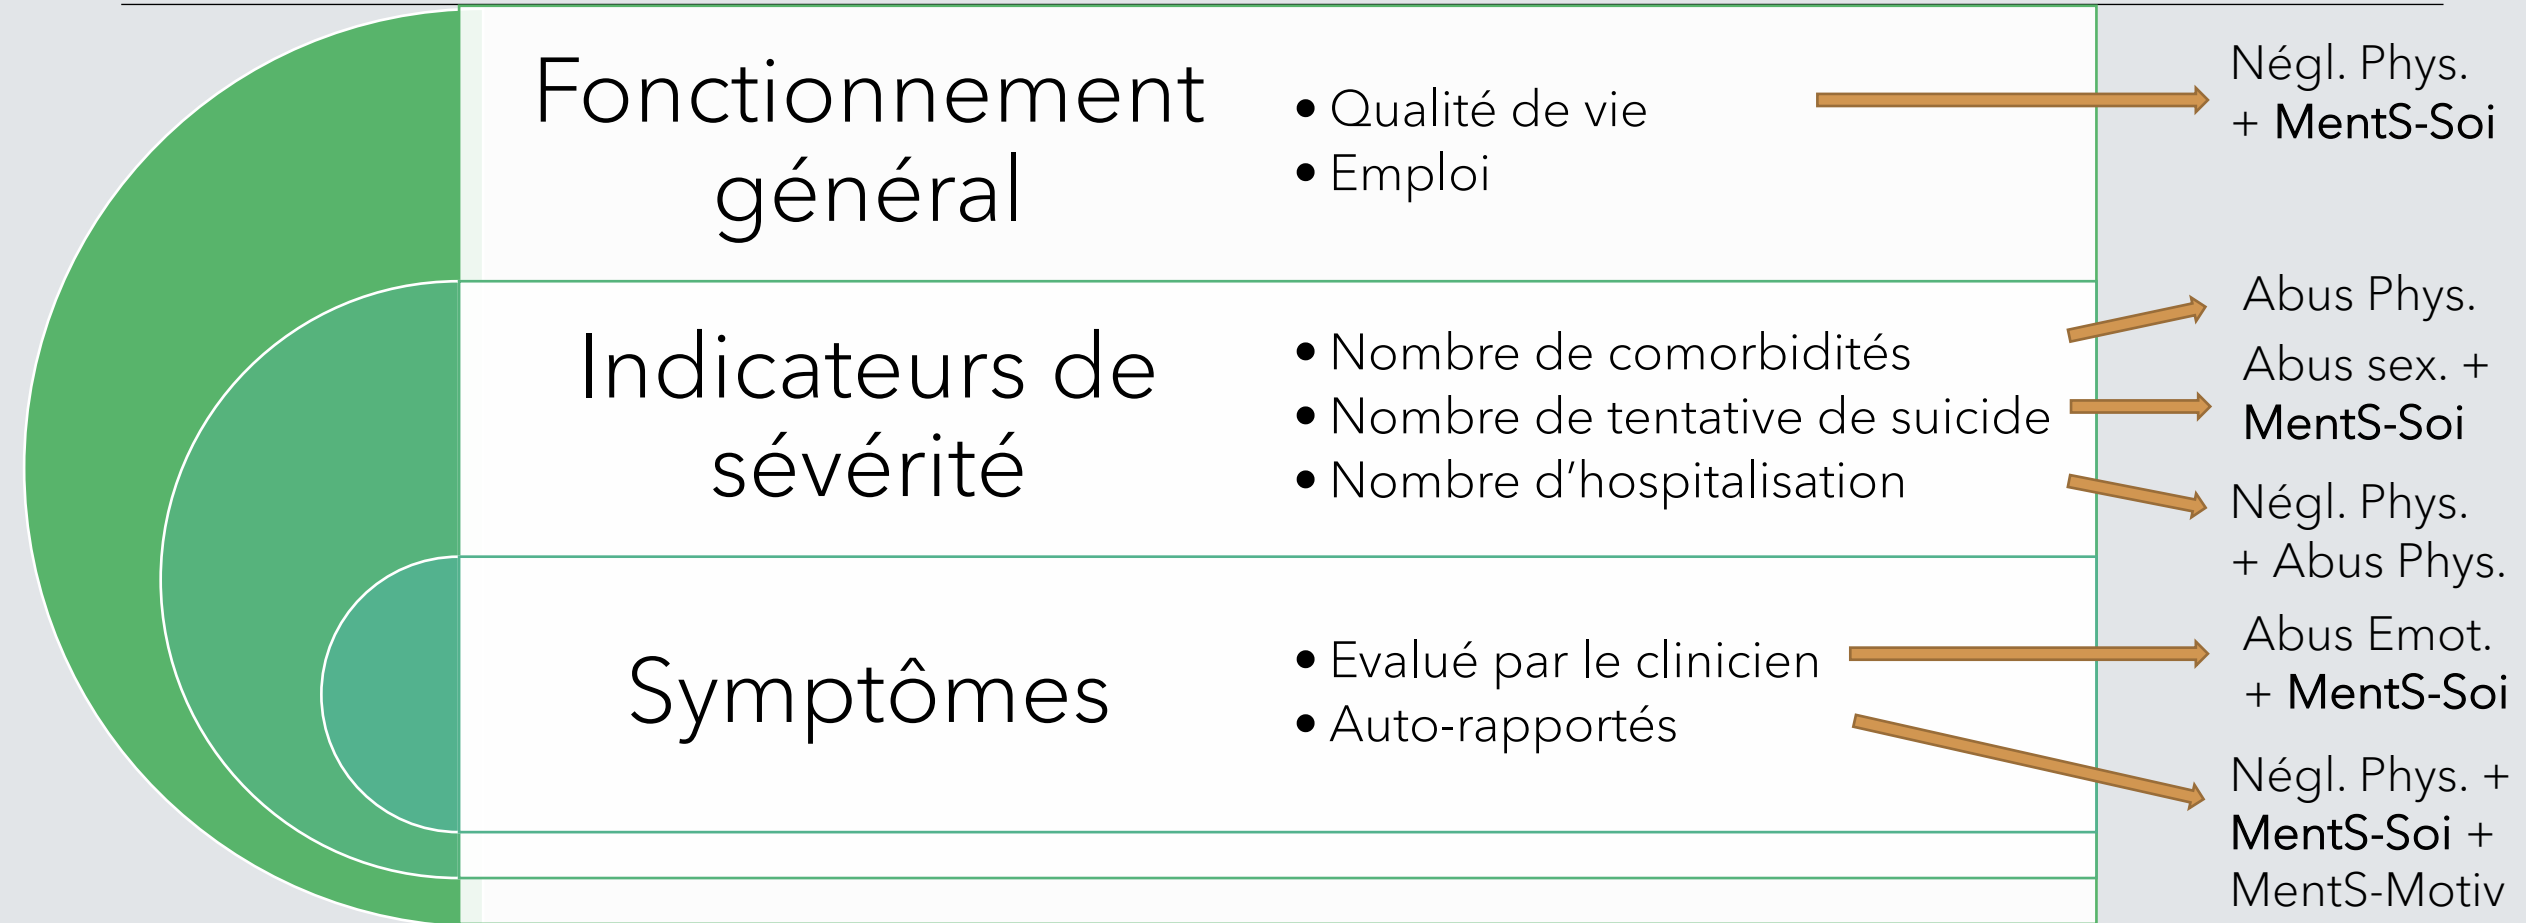 Fonctionnement
général
• Qualité de vie
• Emploi
Négl. Phys.
+ MentS-Soi
Indicateurs de
sévérité
• Nombre de comorbidités
• Nombre de tentative de suicide
• Nombre d’hospitalisation
Abus Phys.
Abus sex. +
MentS-Soi
Négl. Phys.
+ Abus Phys.
Symptômes
• Evalué par le clinicien
• Auto-rapportés
Abus Emot.
+ MentS-Soi
Négl. Phys. +
MentS-Soi +
MentS-Motiv